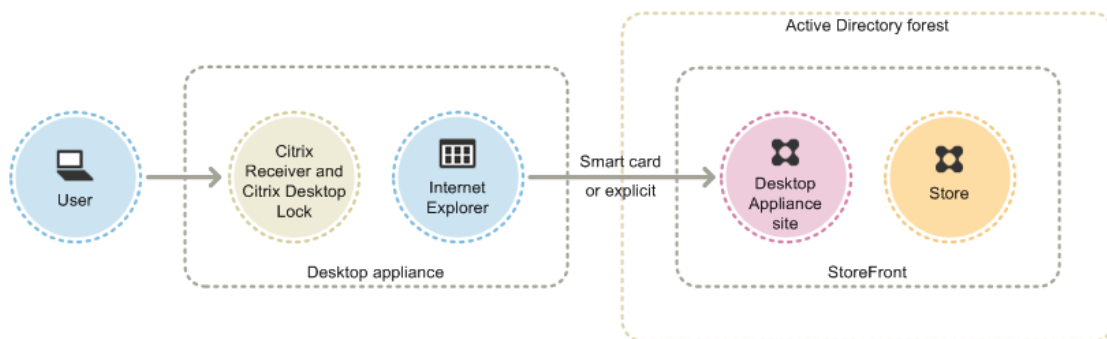 Active Directory forest
User
Citrix
Receiver and
Citrix Desktop
Lock
Internet
Explorer
Desktop appliance
Smart card
or explicit
Desktop
Appliance
site
Store
StoreFront